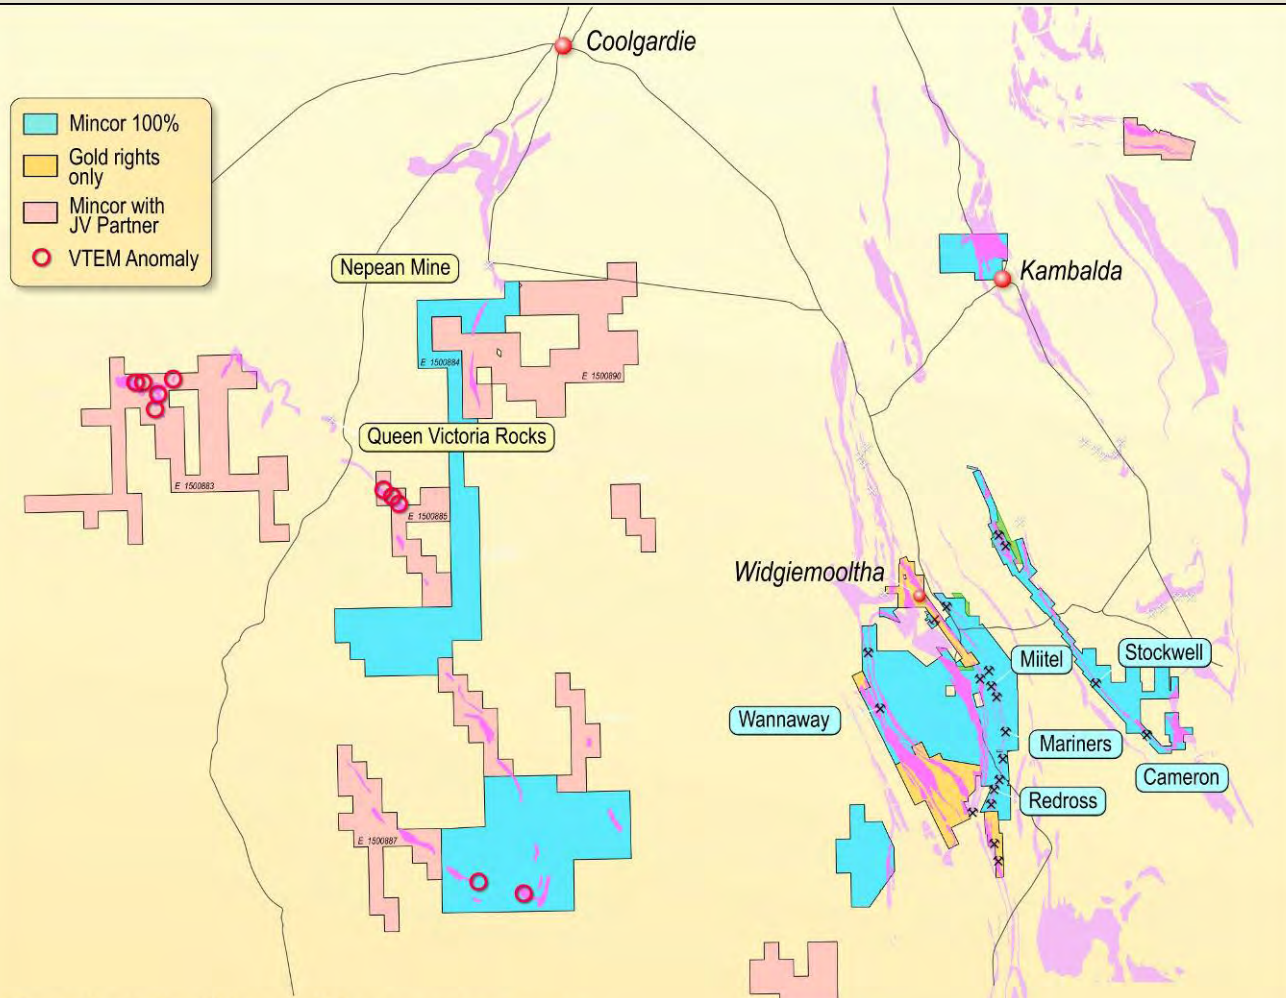 Coolgardie
Mincor 100%
Gold rights
only
Mincor with
JV Partner
VTEM Anomaly
Nepean Mine
Kambalda
E 1500884
E 1500890
Queen Victoria Rocks
E 1500883
E 1500885
Widgiemooltha
Miitel
Stockwell
Wannaway
Mariners
Cameron
Redross
E 1500887